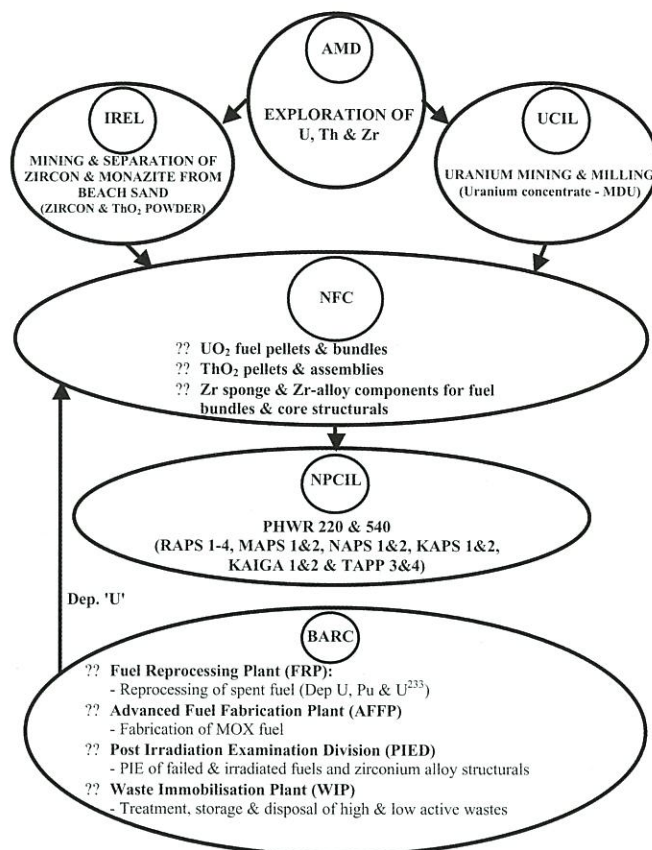 AMD
EXPLORATION OF
U, Th & Zr
IREL
MINING & SEPARATION OF
ZIRCON & MONAZITE FROM
BEACH SAND
(ZIRCON & ThO₂ POWDER)
UCIL
URANIUM MINING & MILLING
(Uranium concentrate - MDU)
NFC
?? UO₂ fuel pellets & bundles
?? ThO₂ pellets & assemblies
?? Zr sponge & Zr-alloy components for fuel
bundles & core structurals
NPCIL
PHWR 220 & 540
(RAPS 1-4, MAPS 1&2, NAPS 1&2, KAPS 1&2,
KAIGA 1&2 & TAPP 3&4)
Dep. 'U'
BARC
?? Fuel Reprocessing Plant (FRP):
- Reprocessing of spent fuel (Dep U, Pu & U²³³)
?? Advanced Fuel Fabrication Plant (AFFP)
- Fabrication of MOX fuel
?? Post Irradiation Examination Division (PIED)
- PIE of failed & irradiated fuels and zirconium alloy structurals
?? Waste Immobilisation Plant (WIP)
- Treatment, storage & disposal of high & low active wastes